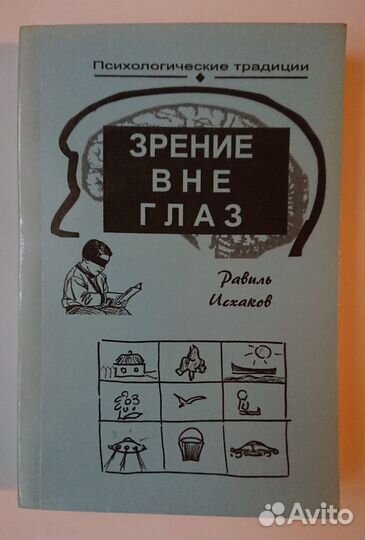 Психологические традиции
ЗРЕНИЕ
ВНЕ
ГЛАЗ
Равиль
Исхаков
Avito